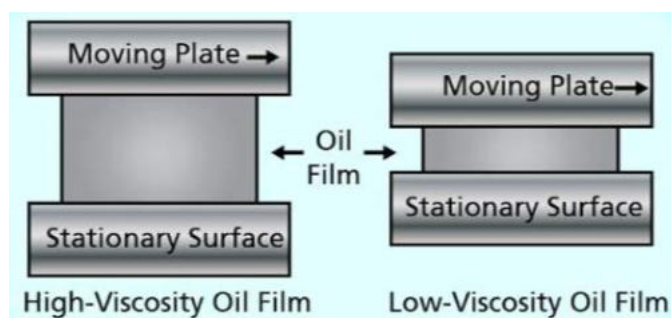 Moving Plate
Moving Plate
Oil
Film
Stationary Surface
Stationary Surface
High-Viscosity Oil Film
Low-Viscosity Oil Film